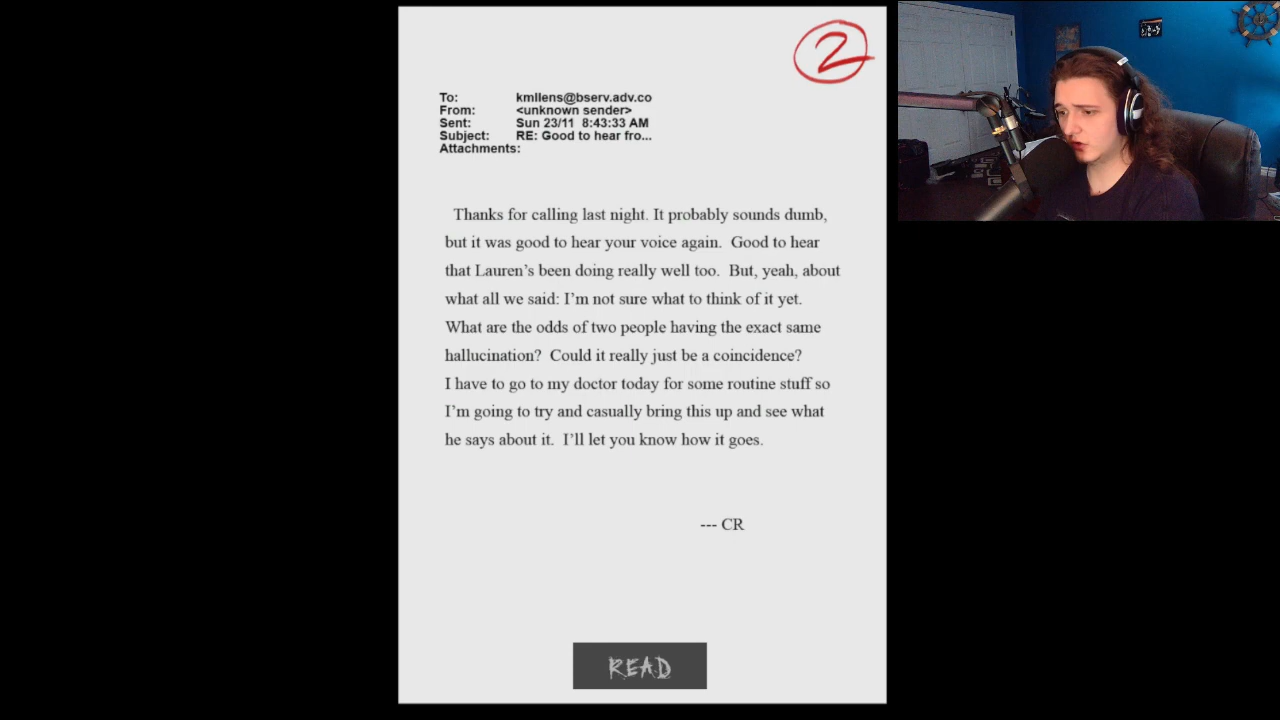 2
To: kmllens@bserv.adv.co
From: <unknown sender>
Sent: Sun 23/11 8:43:33 AM
Subject: RE: Good to hear fro...
Attachments:
Thanks for calling last night. It probably sounds dumb,
but it was good to hear your voice again. Good to hear
that Lauren's been doing really well too. But, yeah, about
what all we said: I'm not sure what to think of it yet.
What are the odds of two people having the exact same
hallucination? Could it really just be a coincidence?
I have to go to my doctor today for some routine stuff so
I'm going to try and casually bring this up and see what
he says about it. I'll let you know how it goes.
--- CR
READ